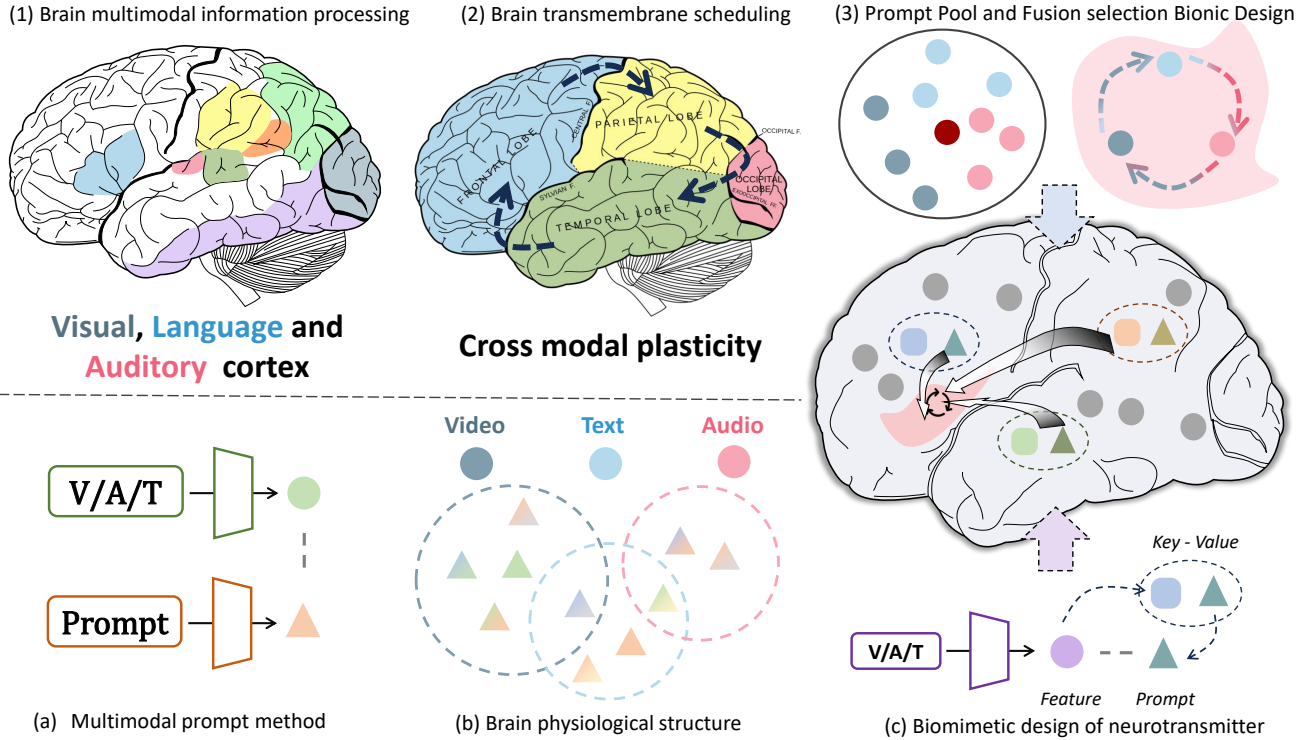 (1) Brain multimodal information processing
(2) Brain transmembrane scheduling
(3) Prompt Pool and Fusion selection Bionic Design
FRONTAL LOBE
CENTRAL F.
PARIETAL LOBE
OCCIPITAL F.
OCCIPITAL
LOBE
SYLVIAN F.
TEMPORAL LOBE
Visual, Language and
Auditory cortex
Cross modal plasticity
Video
Text
Audio
V/A/T
Prompt
Key - Value
V/A/T
Feature
Prompt
(a) Multimodal prompt method
(b) Brain physiological structure
(c) Biomimetic design of neurotransmitter